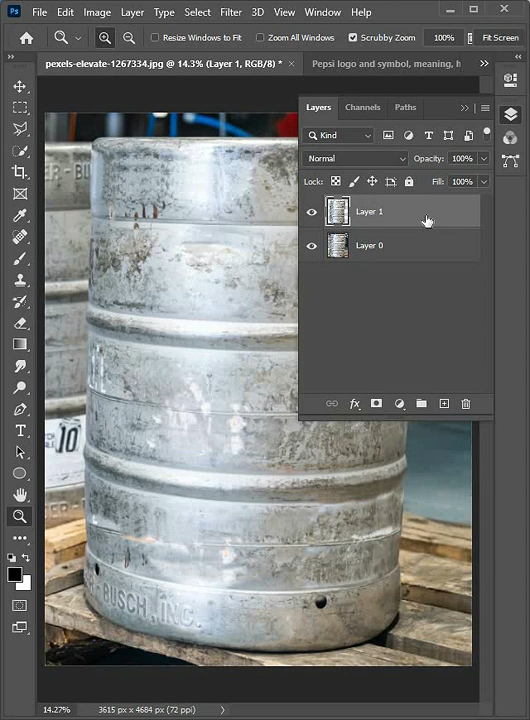 Ps File Edit Image Layer Type Select Filter 3D View Window Help
Resize Windows to Fit Zoom All Windows Scrubby Zoom 100% Fit Screen
pexels-elevate-1267334.jpg @ 14.3% (Layer 1, RGB/8) * × Pepsi logo and symbol, meaning, h
Layers Channels Paths
Kind
Normal Opacity: 100%
Lock: Fill: 100%
Layer 1
Layer 0
ER-BU
10
R-BUSCH, INC.
14.27% 3615 px x 4684 px (72 ppi)